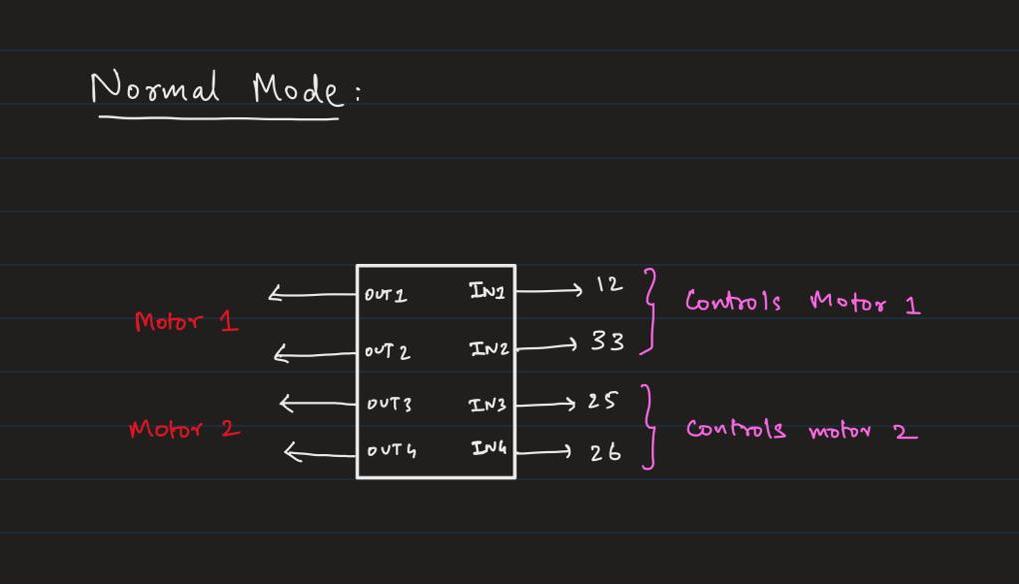 Normal Mode:
OUT1 IN1 12
Controls Motor 1
Motor 1
OUT2 IN2 33
OUT3 IN3 25
Motor 2
Controls motor 2
OUT4 IN4 26